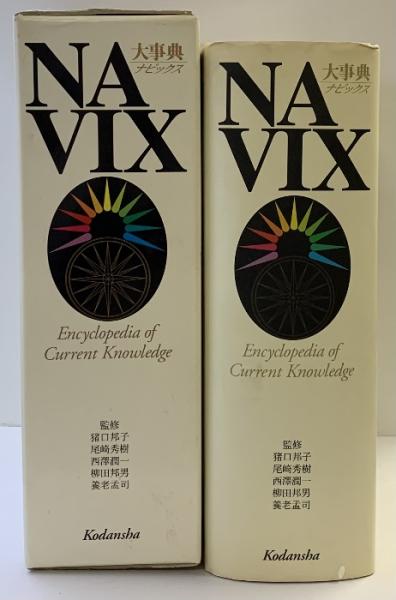 大事典
ナビックス
NA
VIX
Encyclopedia of
Current Knowledge
監修
猪口邦子
尾崎秀樹
西澤潤一
柳田邦男
養老孟司
Kodansha
大事典
ナビックス
NA
VIX
Encyclopedia of
Current Knowledge
監修
猪口邦子
尾崎秀樹
西澤潤一
柳田邦男
養老孟司
Kodansha